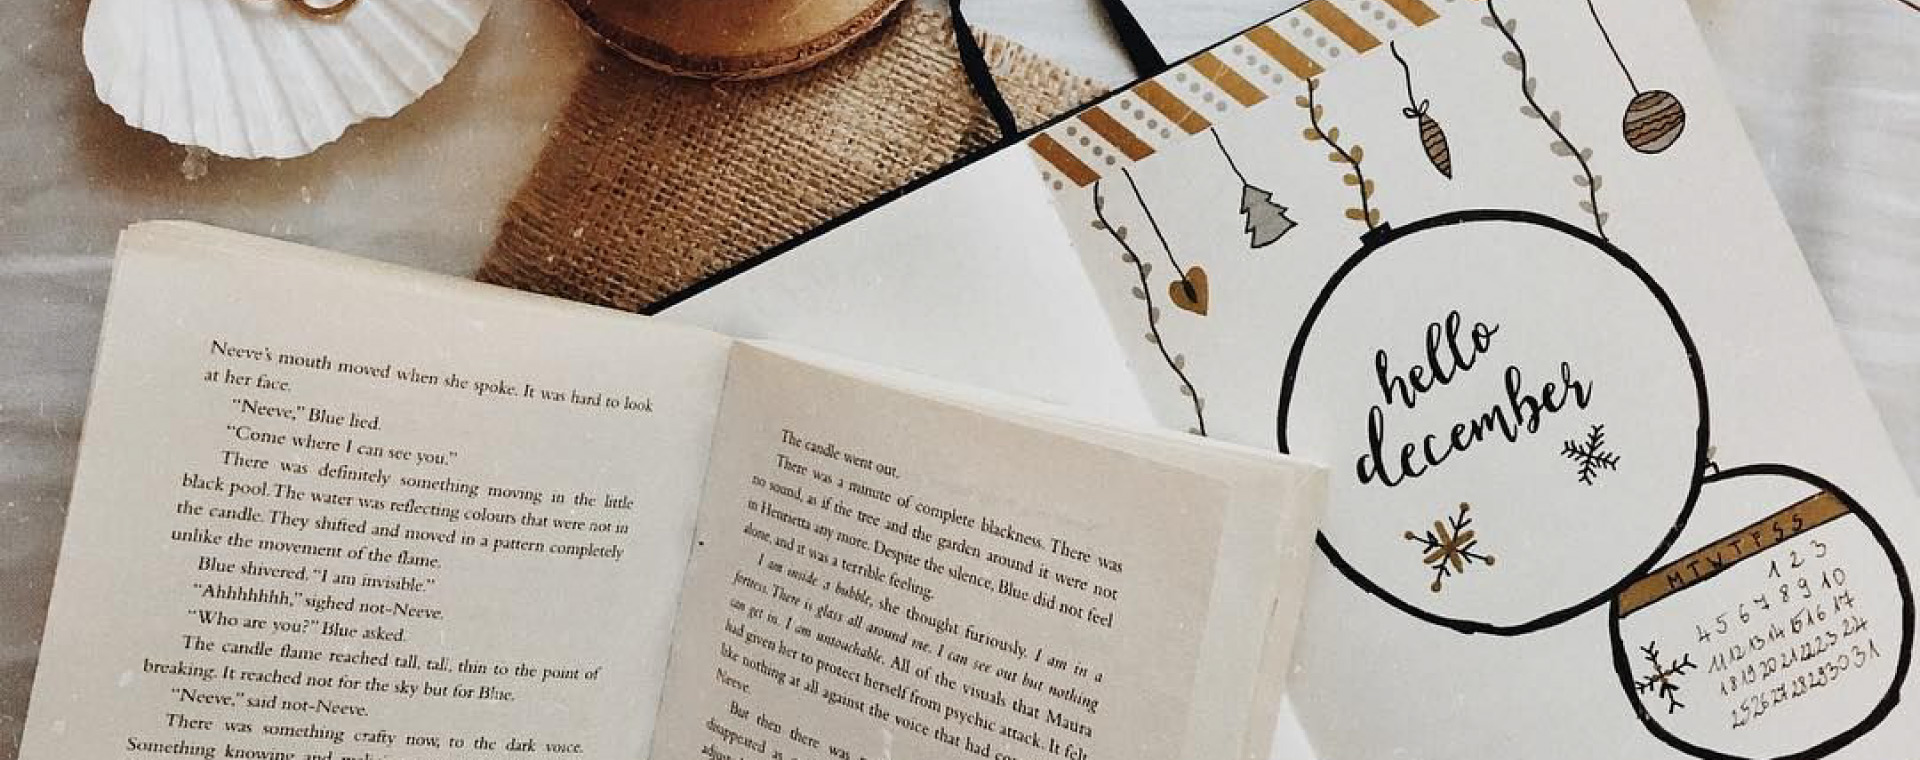 Neeve's mouth moved when she spoke. It was hard to look
at her face.
"Neeve," Blue lied.
"Come where I can see you."
There was definitely something moving in the little
black pool. The water was reflecting colours that were not in
the candle. They shifted and moved in a pattern completely
unlike the movement of the flame.
Blue shivered. "I am invisible."
"Ahhhhhhh," sighed not-Neeve.
"Who are you?" Blue asked.
The candle flame reached tall, tall, thin to the point of
breaking. It reached not for the sky but for Blue.
"Neeve," said not-Neeve.
There was something crafty now, to the dark voice.
Something knowing and
The candle went out.
There was a minute of complete blackness. There was
no sound, as if the tree and the garden around it were not
in Henrietta any more. Despite the silence, Blue did not feel
alone, and it was a terrible feeling.
I am inside a bubble, she thought furiously. I am in a
fortress. There is glass all around me. I can see out but nothing
can get in. I am untouchable. All of the visuals that Maura
had given her to protect herself from psychic attack. It felt
like nothing at all against the voice that had
Neeve.
But then there was
disappeared as
hello
december
M T W T F S S
1 2 3
4 5 6 7 8 9 10
11 12 13 14 15 16 17
18 19 20 21 22 23 24
25 26 27 28 29 30 31